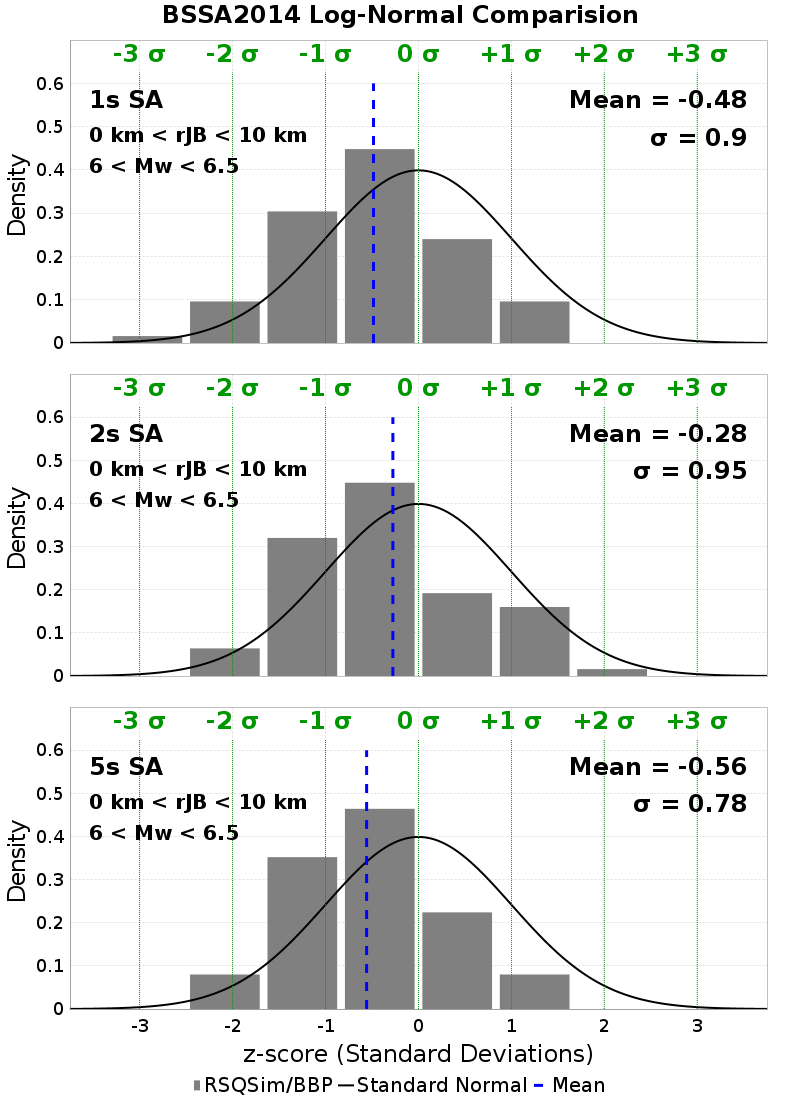 BSSA2014 Log-Normal Comparision
-3 σ -2 σ -1 σ 0 σ +1 σ +2 σ +3 σ
0.6
1s SA Mean = -0.48
0.5
0 km < rJB < 10 km σ = 0.9
6 < Mw < 6.5
0.4
Density
0.3
0.2
0.1
0
-3 σ -2 σ -1 σ 0 σ +1 σ +2 σ +3 σ
0.6
2s SA Mean = -0.28
0.5
0 km < rJB < 10 km σ = 0.95
6 < Mw < 6.5
0.4
Density
0.3
0.2
0.1
0
-3 σ -2 σ -1 σ 0 σ +1 σ +2 σ +3 σ
0.6
5s SA Mean = -0.56
0.5
0 km < rJB < 10 km σ = 0.78
6 < Mw < 6.5
0.4
Density
0.3
0.2
0.1
0
-3 -2 -1 0 1 2 3
z-score (Standard Deviations)
RSQSim/BBP Standard Normal Mean